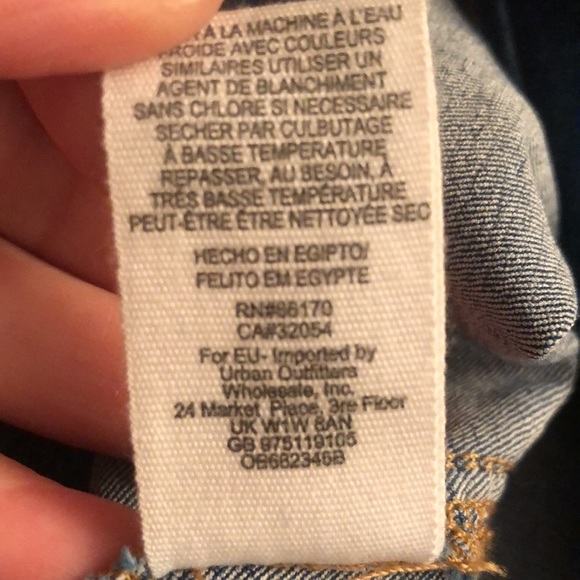 À LA MACHINE À L'EAU
FROIDE AVEC COULEURS
SIMILAIRES UTILISER UN
AGENT DE BLANCHIMENT
SANS CHLORE SI NECESSAIRE
SECHER PAR CULBUTAGE
À BASSE TEMPERATURE
REPASSER, AU BESOIN, À
TRÈS BASSE TEMPÉRATURE
PEUT-ÊTRE ÊTRE NETTOYÉE SEC
HECHO EN EGIPTO/
FELITO EM EGYPTE
RN#66170
CA#32054
For EU- Imported by
Urban Outfitters
Wholesale, Inc.
24 Market Place, 3re Floor
UK W1W 8AN
GB 975119105
OB682345B